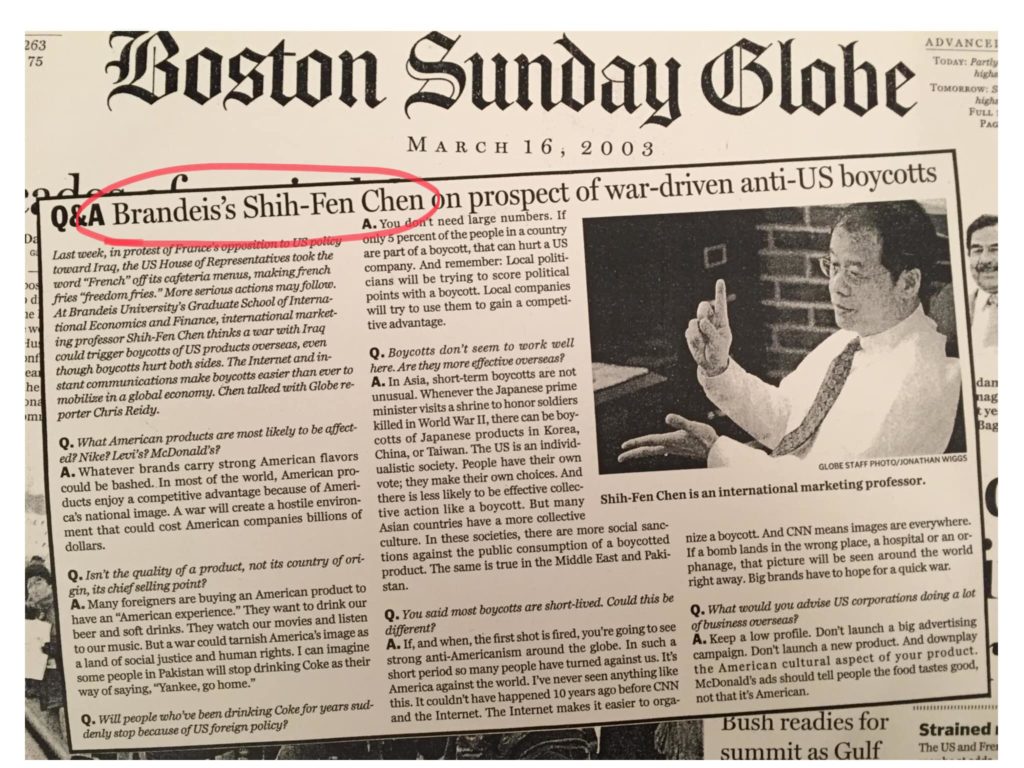 263
75
Boston Sunday Globe
MARCH 16, 2003
ADVANCE
TODAY: Partly
highs
TOMORROW: S
highs
FULL
PAG
Q&A Brandeis's Shih-Fen Chen on prospect of war-driven anti-US boycotts
Last week, in protest of France's opposition to US policy
toward Iraq, the US House of Representatives took the
word "French" off its cafeteria menus, making french
fries "freedom fries." More serious actions may follow.
At Brandeis University's Graduate School of Interna-
tional Economics and Finance, international market-
ing professor Shih-Fen Chen thinks a war with Iraq
could trigger boycotts of US products overseas, even
though boycotts hurt both sides. The Internet and in-
stant communications make boycotts easier than ever to
mobilize in a global economy. Chen talked with Globe re-
porter Chris Reidy.
Q. What American products are most likely to be affect-
ed? Nike? Levi's? McDonald's?
A. Whatever brands carry strong American flavors
could be bashed. In most of the world, American pro-
ducts enjoy a competitive advantage because of Ameri-
ca's national image. A war will create a hostile environ-
ment that could cost American companies billions of
dollars.
Q. Isn't the quality of a product, not its country of ori-
gin, its chief selling point?
A. Many foreigners are buying an American product to
have an "American experience." They want to drink our
beer and soft drinks. They watch our movies and listen
to our music. But a war could tarnish America's image as
a land of social justice and human rights. I can imagine
some people in Pakistan will stop drinking Coke as their
way of saying, "Yankee, go home."
Q. Will people who've been drinking Coke for years sud-
denly stop because of US foreign policy?
A. You don't need large numbers. If
only 5 percent of the people in a country
are part of a boycott, that can hurt a US
company. And remember: Local politi-
cians will be trying to score political
points with a boycott. Local companies
will try to use them to gain a competi-
tive advantage.
Q. Boycotts don't seem to work well
here. Are they more effective overseas?
A. In Asia, short-term boycotts are not
unusual. Whenever the Japanese prime
minister visits a shrine to honor soldiers
killed in World War II, there can be boy-
cotts of Japanese products in Korea,
China, or Taiwan. The US is an individ-
ualistic society. People have their own
vote; they make their own choices. And
there is less likely to be effective collec-
tive action like a boycott. But many
Asian countries have a more collective
culture. In these societies, there are more social sanc-
tions against the public consumption of a boycotted
product. The same is true in the Middle East and Paki-
stan.
Q. You said most boycotts are short-lived. Could this be
different?
A. If, and when, the first shot is fired, you're going to see
strong anti-Americanism around the globe. In such a
short period so many people have turned against us. It's
America against the world. I've never seen anything like
this. It couldn't have happened 10 years ago before CNN
and the Internet. The Internet makes it easier to orga-
GLOBE STAFF PHOTO/JONATHAN WIGGS
Shih-Fen Chen is an international marketing professor.
nize a boycott. And CNN means images are everywhere.
If a bomb lands in the wrong place, a hospital or an or-
phanage, that picture will be seen around the world
right away. Big brands have to hope for a quick war.
Q. What would you advise US corporations doing a lot
of business overseas?
A. Keep a low profile. Don't launch a big advertising
campaign. Don't launch a new product. And downplay
the American cultural aspect of your product.
McDonald's ads should tell people the food tastes good,
not that it's American.
Bush readies for
summit as Gulf
Strained
The US and Fren